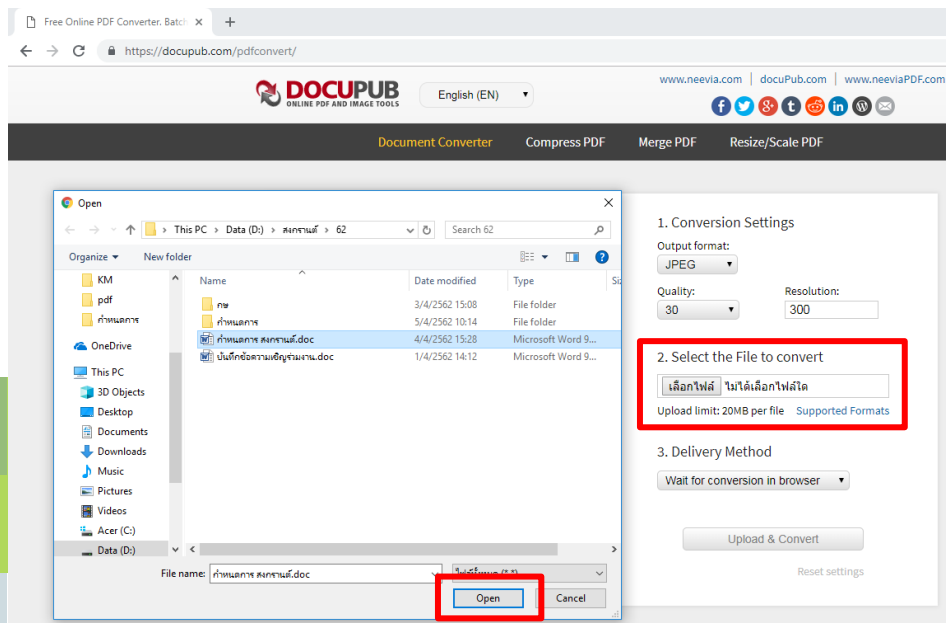 Free Online PDF Converter. Batch
https://docupub.com/pdfconvert/
DOCUPUB
ONLINE PDF AND IMAGE TOOLS
English (EN)
www.neevia.com | docuPub.com | www.neeviaPDF.com
Document Converter Compress PDF Merge PDF Resize/Scale PDF
Open
This PC › Data (D:) › สงกรานต์ › 62
Search 62
Organize New folder
Name Date modified Type Siz
KM
pdf
กำหนดการ
OneDrive
This PC
3D Objects
Desktop
Documents
Downloads
Music
Pictures
Videos
Acer (C:)
Data (D:)
กษ 3/4/2562 15:08 File folder
กำหนดการ 5/4/2562 10:14 File folder
กำหนดการ สงกรานต์.doc 4/4/2562 15:28 Microsoft Word 9...
บันทึกข้อความเชิญร่วมงาน.doc 1/4/2562 14:12 Microsoft Word 9...
File name: กำหนดการ สงกรานต์.doc
Open Cancel
1. Conversion Settings
Output format:
JPEG
Quality: Resolution:
30 300
2. Select the File to convert
เลือกไฟล์ ไม่ได้เลือกไฟล์ใด
Upload limit: 20MB per file Supported Formats
3. Delivery Method
Wait for conversion in browser
Upload & Convert
Reset settings